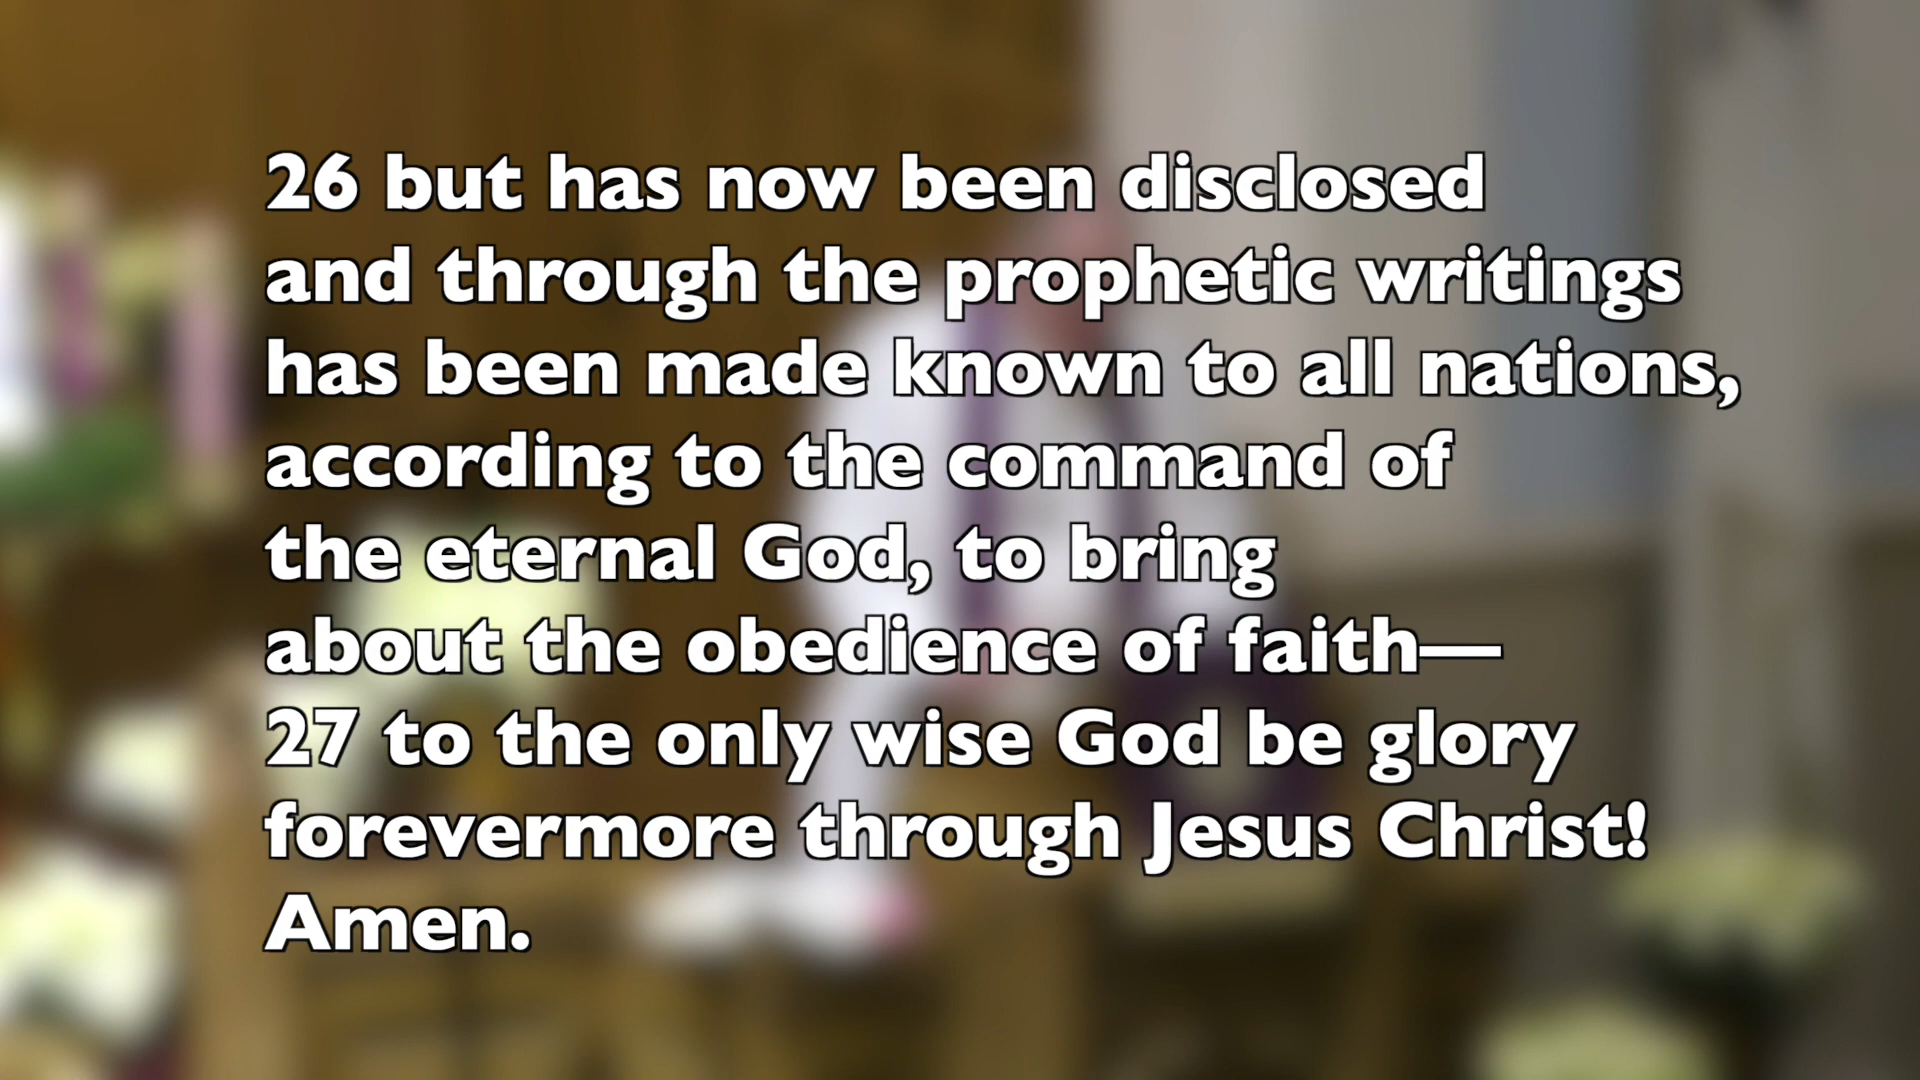 26 but has now been disclosed
and through the prophetic writings
has been made known to all nations,
according to the command of
the eternal God, to bring
about the obedience of faith—
27 to the only wise God be glory
forevermore through Jesus Christ!
Amen.